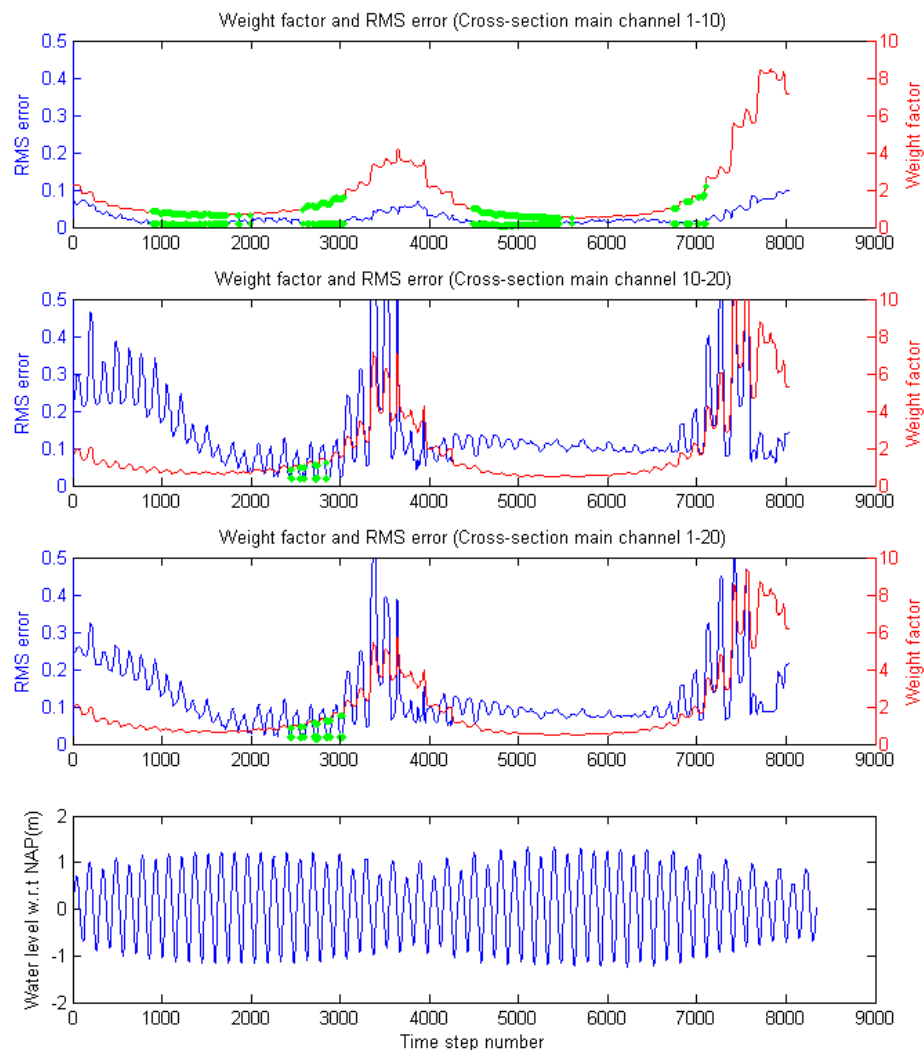 Weight factor and RMS error (Cross-section main channel 1-10)
0.5
0.4
0.3
0.2
0.1
0
RMS error
10
8
6
4
2
0
Weight factor
0 1000 2000 3000 4000 5000 6000 7000 8000 9000
Weight factor and RMS error (Cross-section main channel 10-20)
0.5
0.4
0.3
0.2
0.1
0
RMS error
10
8
6
4
2
0
Weight factor
0 1000 2000 3000 4000 5000 6000 7000 8000 9000
Weight factor and RMS error (Cross-section main channel 1-20)
0.5
0.4
0.3
0.2
0.1
0
RMS error
10
8
6
4
2
0
Weight factor
0 1000 2000 3000 4000 5000 6000 7000 8000 9000
2
1
0
-1
-2
Water level w.r.t NAP(m)
0 1000 2000 3000 4000 5000 6000 7000 8000 9000
Time step number